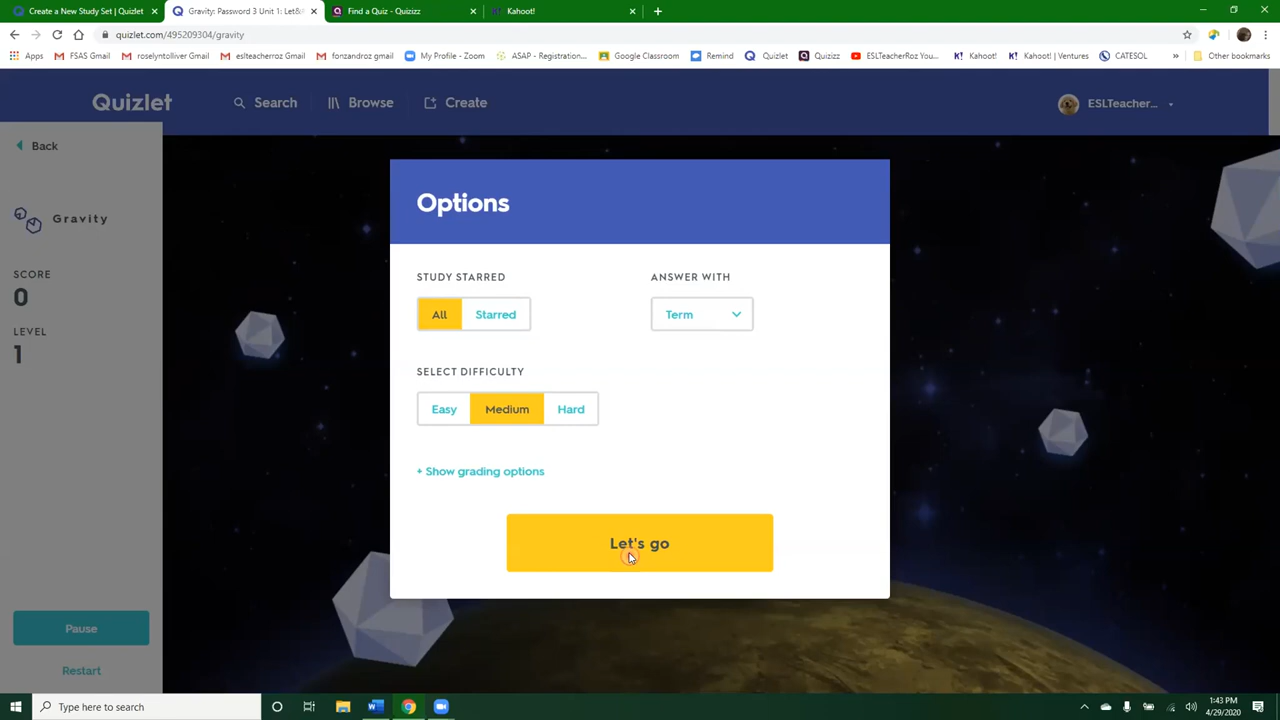 Create a New Study Set | Quizlet
Gravity: Password 3 Unit 1: Let&
Find a Quiz - Quizizz
Kahoot!
quizlet.com/495209304/gravity
Apps
FSAS Gmail
roselyntolliver Gmail
eslteacherroz Gmail
fonzandroz gmail
My Profile - Zoom
ASAP - Registration...
Google Classroom
Remind
Quizlet
Quizizz
ESLTeacherRoz You...
Kahoot!
Kahoot! | Ventures
CATESOL
»
Other bookmarks
Quizlet
Search
Browse
Create
ESLTeacher...
Back
Gravity
SCORE
0
LEVEL
1
Options
STUDY STARRED
ANSWER WITH
All
Starred
Term
SELECT DIFFICULTY
Easy
Medium
Hard
+ Show grading options
Let's go
Pause
Restart
Type here to search
1:43 PM
4/29/2020